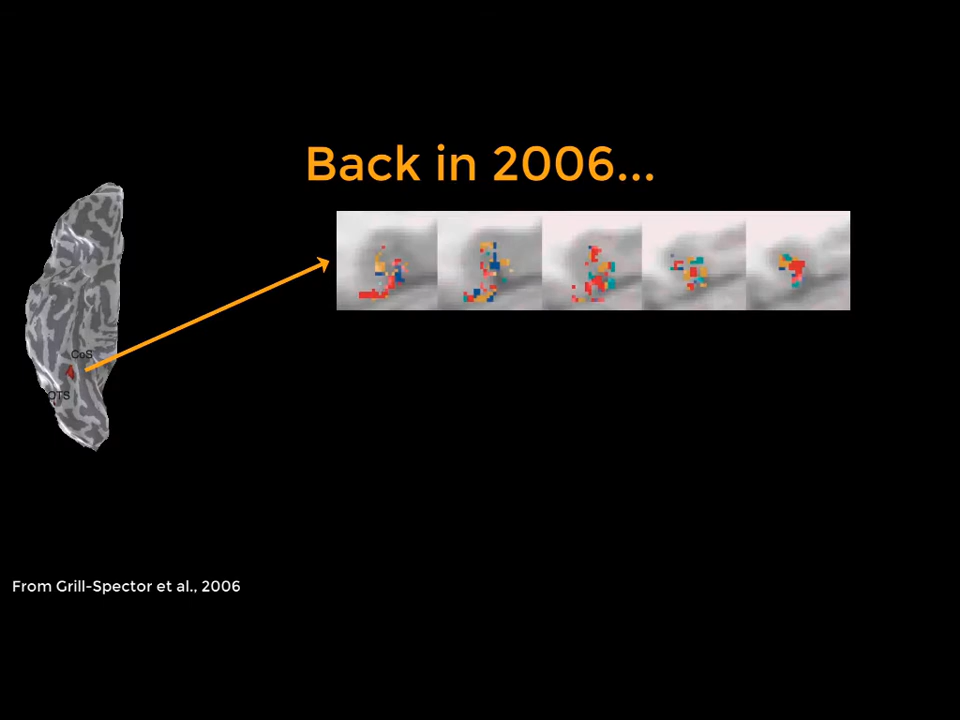 Back in 2006...
CoS
OTS
From Grill-Spector et al., 2006